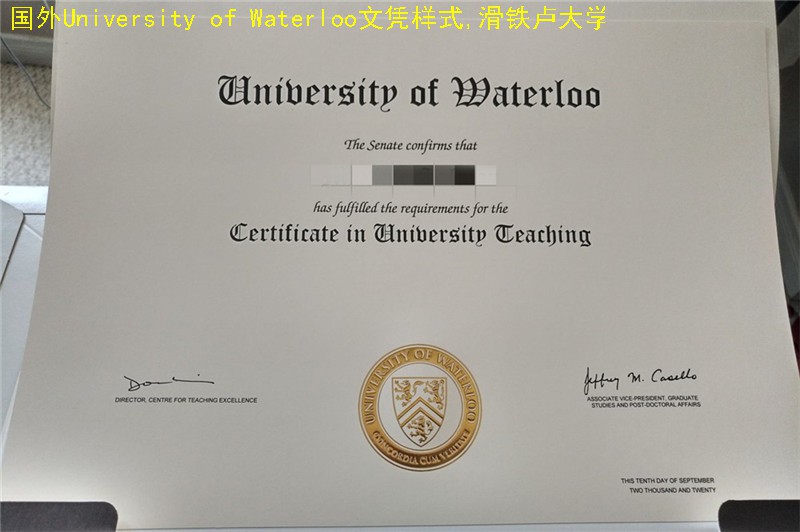 国外University of Waterloo文凭样式,滑铁卢大学
University of Waterloo
The Senate confirms that
has fulfilled the requirements for the
Certificate in University Teaching
UNIVERSITY OF WATERLOO
CONCORDIA CUM VERITATE
Jeffrey M. Casello
DIRECTOR, CENTRE FOR TEACHING EXCELLENCE
ASSOCIATE VICE-PRESIDENT, GRADUATE
STUDIES AND POST-DOCTORAL AFFAIRS
THIS TENTH DAY OF SEPTEMBER
TWO THOUSAND AND TWENTY